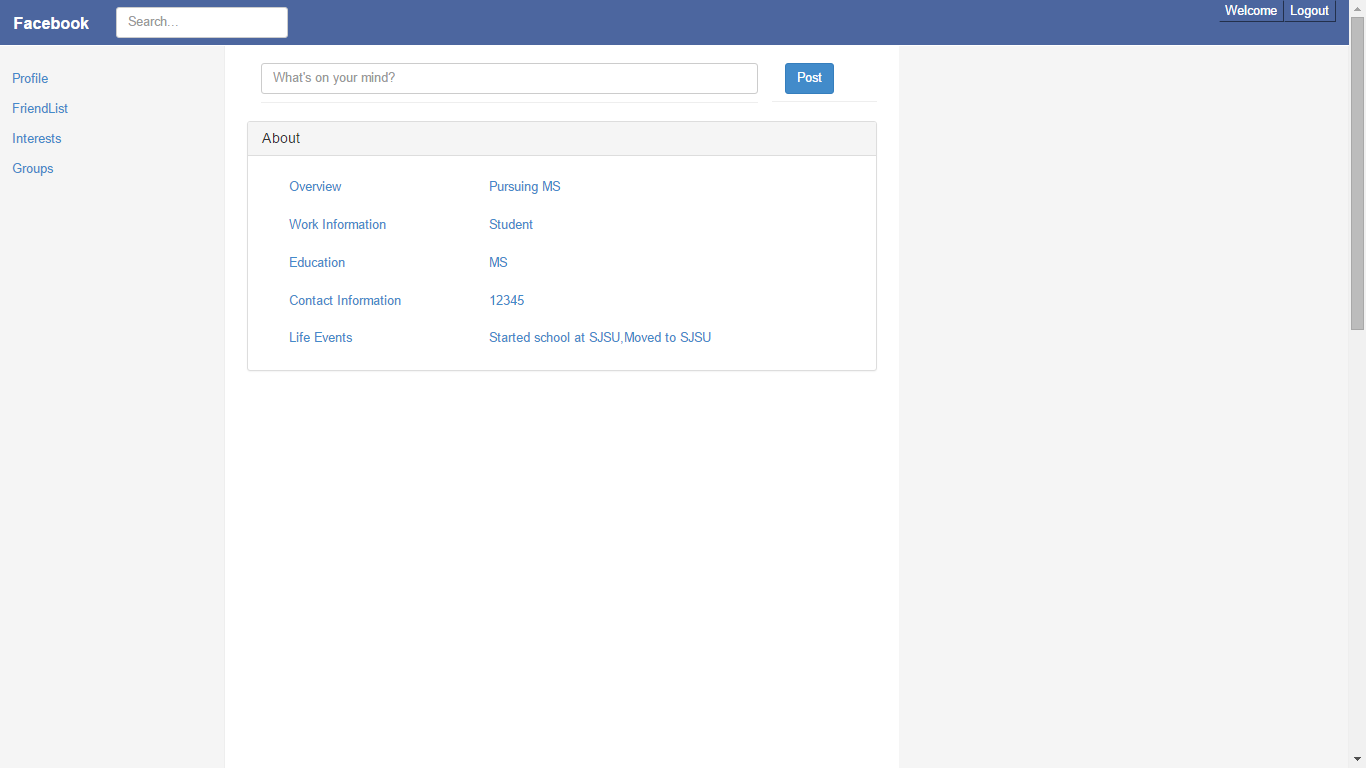 Facebook Search... Welcome Logout
Profile
FriendList
Interests
Groups
What's on your mind? Post
About
Overview Pursuing MS
Work Information Student
Education MS
Contact Information 12345
Life Events Started school at SJSU,Moved to SJSU